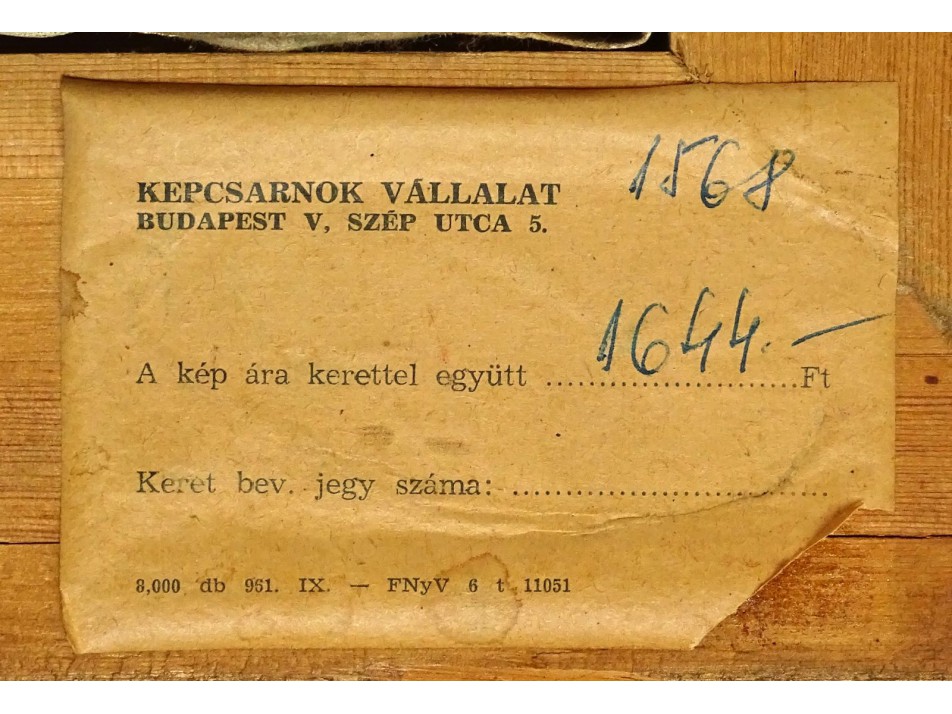 1568
KEPCSARNOK VÁLLALAT
BUDAPEST V, SZÉP UTCA 5.
A kép ára kerettel együtt ..........1644.—..........Ft
Keret bev. jegy száma: ................................
8,000 db 961. IX. — FNyV 6 t 11051